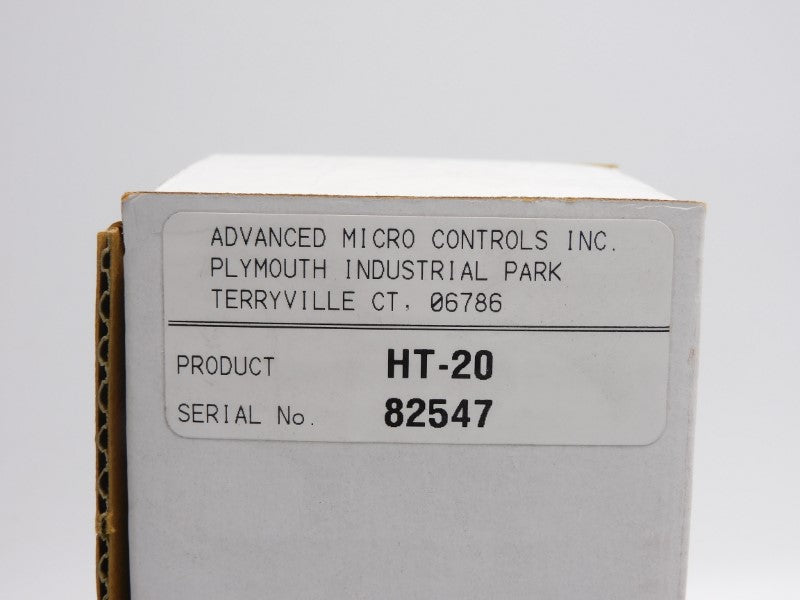 ADVANCED MICRO CONTROLS INC.
PLYMOUTH INDUSTRIAL PARK
TERRYVILLE CT. 06786
PRODUCT HT-20
SERIAL No. 82547